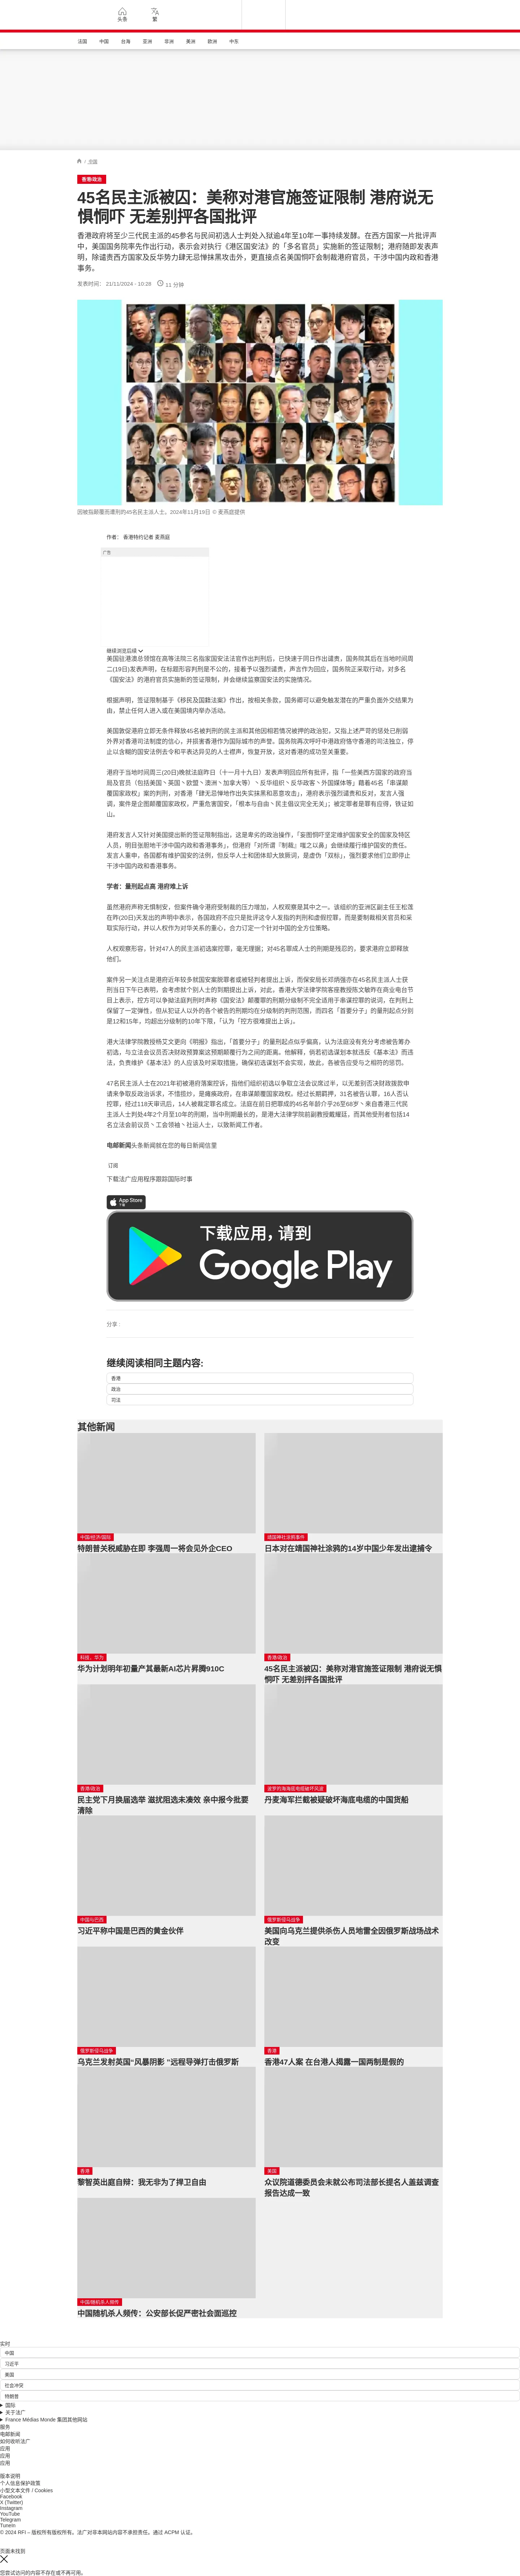 头条
繁
法国
中国
台海
亚洲
非洲
美洲
欧洲
中东
/ 中国
香港/政治
45名民主派被囚：美称对港官施签证限制 港府说无
惧恫吓 无差别抨各国批评
香港政府将至少三代民主派的45参名与民间初选人士判处入狱逾4年至10年一事持续发酵。在西方国家一片批评声
中，美国国务院率先作出行动，表示会对执行《港区国安法》的「多名官员」实施新的签证限制；港府随即发表声
明，除谴责西方国家及反华势力肆无忌惮抹黑攻击外，更直接点名美国恫吓会制裁港府官员，干涉中国内政和香港
事务。
发表时间： 21/11/2024 - 10:28
11 分钟
因被指颠覆而遭刑的45名民主派人士，2024年11月19日 © 麦燕庭提供
作者： 香港特约记者 麦燕庭
广告
继续浏览后续
美国驻港澳总领馆在高等法院三名指家国安法法官作出判刑后，已快速于同日作出谴责，国务院其后在当地时间周
二(19日)发表声明，在标题形容判刑是不公的，接着予以强烈谴责，声言作为回应，国务院正采取行动，对多名
《国安法》的港府官员实施新的签证限制，并会继续监察国安法的实施情况。
根据声明，签证限制基于《移民及国籍法案》作出，按相关条款，国务卿可以避免触发潜在的严重负面外交结果为
由，禁止任何人进入或在美国境内举办活动。
美国敦促港府立即无条件释放45名被判刑的民主派和其他因相若情况被押的政治犯，又指上述严苛的惩处已削弱
外界对香港司法制度的信心，并损害香港作为国际城市的声誉。国务院再次呼吁中港政府恪守香港的司法独立，停
止以含糊的国安法例去令和平表达异见的人士襟声，恢复开放，这对香港的成功至关重要。
港府于当地时间周三(20日)晚就法庭昨日（十一月十九日）发表声明回应所有批评，指「一些美西方国家的政府当
局及官员（包括美国丶英国丶欧盟丶澳洲丶加拿大等）丶反华组织丶反华政客丶外国媒体等」藉着45名「串谋颠
覆国家政权」案的判刑，对香港「肆无忌惮地作出失实抹黑和恶意攻击」，港府表示强烈谴责和反对。发言人强
调，案件是企图颠覆国家政权，严重危害国安，「根本与自由丶民主倡议完全无关」；被定罪者是罪有应得，铁证如
山。
港府发言人又针对美国提出新的签证限制指出，这是卑劣的政治操作，「妄图恫吓坚定维护国家安全的国家及特区
人员，明目张胆地干涉中国内政和香港事务」，但港府「对所谓『制裁』嗤之以鼻」会继续履行维护国安的责任。
发言人重申，各国都有维护国安的法例，但反华人士和团体却大放厥词，是虚伪「双标」，强烈要求他们立即停止
干涉中国内政和香港事务。
学者：量刑起点高 港府难上诉
虽然港府声称无惧制安，但案件确令港府受制裁的压力增加，人权观察是其中之一。该组织的亚洲区副主任王松莲
在昨(20日)天发出的声明中表示，各国政府不应只是批评这令人发指的判刑和虚假控罪，而是要制裁相关官员和采
取实际行动，并以人权作为对华关系的重心，合力订定一个针对中国的全方位策略。
人权观察形容，针对47人的民主派初选案控罪，毫无理据；对45名罪成人士的刑期是残忍的，要求港府立即释放
他们。
案件另一关注点是港府近年较多就国安案脱罪者或被轻判者提出上诉，而保安局长邓炳强亦在45名民主派人士获
刑当日下午已表明，会考虑就个别人士的到期提出上诉，对此，香港大学法律学院客座教授陈文敏昨在商业电台节
目上表示，控方可以争拗法庭判刑时声称《国安法》颠覆罪的刑期分级制不完全适用于串谋控罪的说词，在判刑上
保留了一定弹性，但从犯证人以外的各个被告的刑期均在分级制的判刑范围，而四名「首要分子」的量刑起点分别
是12和15年，均超出分级制的10年下限，「认为「控方很难提出上诉」。
港大法律学院教授杨艾文更向《明报》指出，「首要分子」的量刑起点似乎偏高，认为法庭没有充分考虑被告筹办
初选，与立法会议员否决财政预算案这预期颠覆行为之间的距离。他解释，倘若初选谋划本就违反《基本法》而违
法，负责维护《基本法》的人应该及时采取措施，确保初选谋划不会实现，故此，各被告应受与之相符的惩罚。
47名民主派人士在2021年初被港府落案控诉，指他们组织初选以争取立法会议席过半，以无差别否决财政拨款申
请来争取反政治诉求，不惜揽炒，是瘫痪政府，在串谋颠覆国家政权。经过长期羁押，31名被告认罪，16人否认
控罪，经过118天审讯后，14人被裁定罪名成立。法庭在前日把罪成的45名年龄介乎26至68岁丶来自香港三代民
主派人士判处4年2个月至10年的刑期，当中刑期最长的，是港大法律学院前副教授戴耀廷，而其他受刑者包括14
名立法会前议员丶工会领袖丶社运人士，以致新闻工作者。
电邮新闻头条新闻就在您的每日新闻信里
订阅
下载法广应用程序跟踪国际时事
App Store
下载
下载应用，请到
Google Play
分享 :
继续阅读相同主题内容:
香港
政治
司法
其他新闻
中国/经济/国际
特朗普关税威胁在即 李强周一将会见外企CEO
靖国神社涂鸦事件
日本对在靖国神社涂鸦的14岁中国少年发出逮捕令
科技、华为
华为计划明年初量产其最新AI芯片昇腾910C
香港/政治
45名民主派被囚：美称对港官施签证限制 港府说无惧
恫吓 无差别抨各国批评
香港/政治
民主党下月换届选举 滋扰阻选未凑效 亲中报今批要
清除
波罗的海海底电缆破坏风波
丹麦海军拦截被疑破坏海底电缆的中国货船
中国与巴西
习近平称中国是巴西的黄金伙伴
俄罗斯侵乌战争
美国向乌克兰提供杀伤人员地雷全因俄罗斯战场战术
改变
俄罗斯侵乌战争
乌克兰发射英国"风暴阴影 "远程导弹打击俄罗斯
香港
香港47人案 在台港人揭露一国两制是假的
香港
黎智英出庭自辩：我无非为了捍卫自由
美国
众议院道德委员会未就公布司法部长提名人盖兹调查
报告达成一致
中国/随机杀人频传
中国随机杀人频传：公安部长促严密社会面巡控
实时
中国
习近平
美国
社会冲突
特朗普
国际
关于法广
France Médias Monde 集团其他网站
服务
电邮新闻
如何收听法广
应用
应用
应用
版本说明
个人信息保护政策
小型文本文件 / Cookies
Facebook
X (Twitter)
Instagram
YouTube
Telegram
TuneIn
© 2024 RFI – 版权所有版权所有。法广对非本网站内容不承担责任。通过 ACPM 认证。
页面未找到
您尝试访问的内容不存在或不再可用。